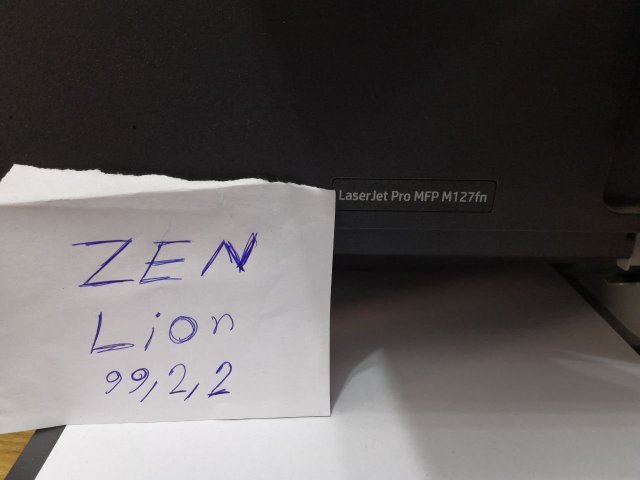 LaserJet Pro MFP M127fn
ZEN
Lion
99,2,2